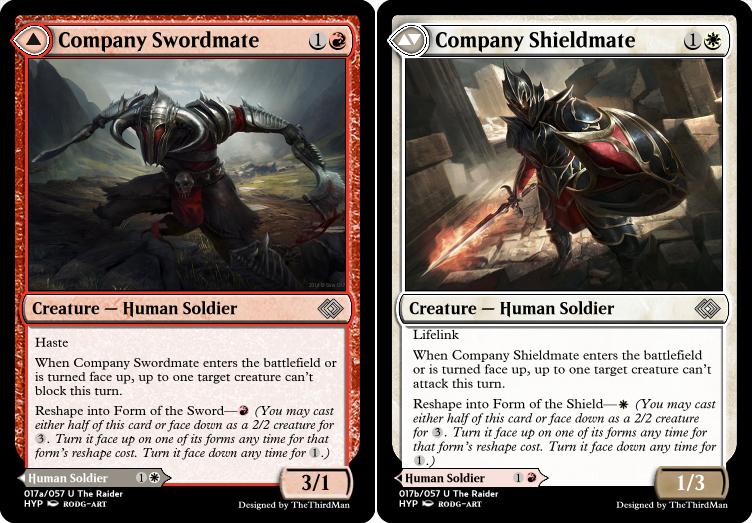 Company Swordmate 1
Creature — Human Soldier
Haste
When Company Swordmate enters the battlefield or
is turned face up, up to one target creature can't
block this turn.
Reshape into Form of the Sword— (You may cast
either half of this card or face down as a 2/2 creature
for 3. Turn it face up on one of its forms any time for that
form's reshape cost. Turn it face down any time for 1.)
Human Soldier 1
3/1
017a/057 U The Raider
HYP RODG-ART
Designed by TheThirdMan
Company Shieldmate 1
Creature — Human Soldier
Lifelink
When Company Shieldmate enters the battlefield
or is turned face up, up to one target creature can't
attack this turn.
Reshape into Form of the Shield— (You may cast
either half of this card or face down as a 2/2 creature
for 3. Turn it face up on one of its forms any time for that
form's reshape cost. Turn it face down any time for
1.)
Human Soldier 1
1/3
017b/057 U The Raider
HYP RODG-ART
Designed by TheThirdMan